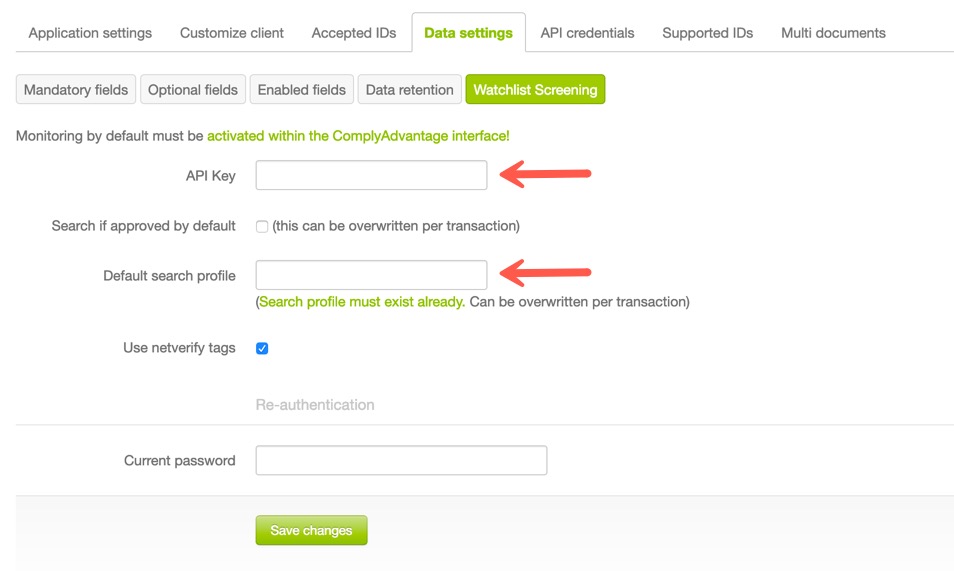 Application settings Customize client Accepted IDs Data settings API credentials Supported IDs Multi documents
Mandatory fields Optional fields Enabled fields Data retention Watchlist Screening
Monitoring by default must be activated within the ComplyAdvantage interface!
API Key
Search if approved by default (this can be overwritten per transaction)
Default search profile
(Search profile must exist already. Can be overwritten per transaction)
Use netverify tags
Re-authentication
Current password
Save changes